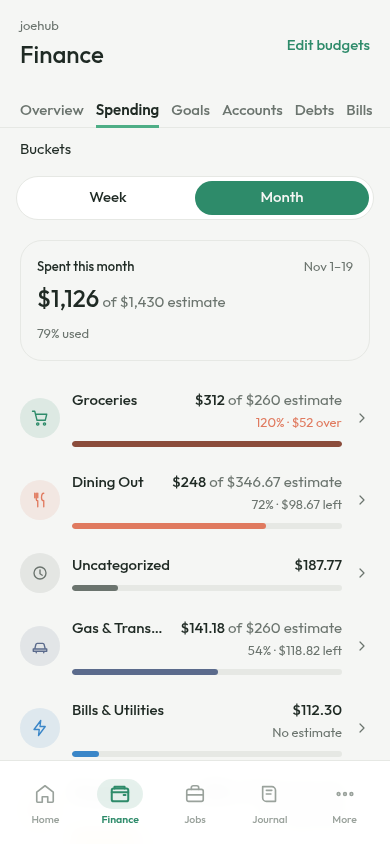 joehub
Finance
Edit budgets
Overview Spending Goals Accounts Debts Bills
Buckets
Week Month
Spent this month Nov 1–19
$1,126 of $1,430 estimate
79% used
Groceries $312 of $260 estimate
120% · $52 over
Dining Out $248 of $346.67 estimate
72% · $98.67 left
Uncategorized $187.77
Gas & Trans... $141.18 of $260 estimate
54% · $118.82 left
Bills & Utilities $112.30
No estimate
Home Finance Jobs Journal More